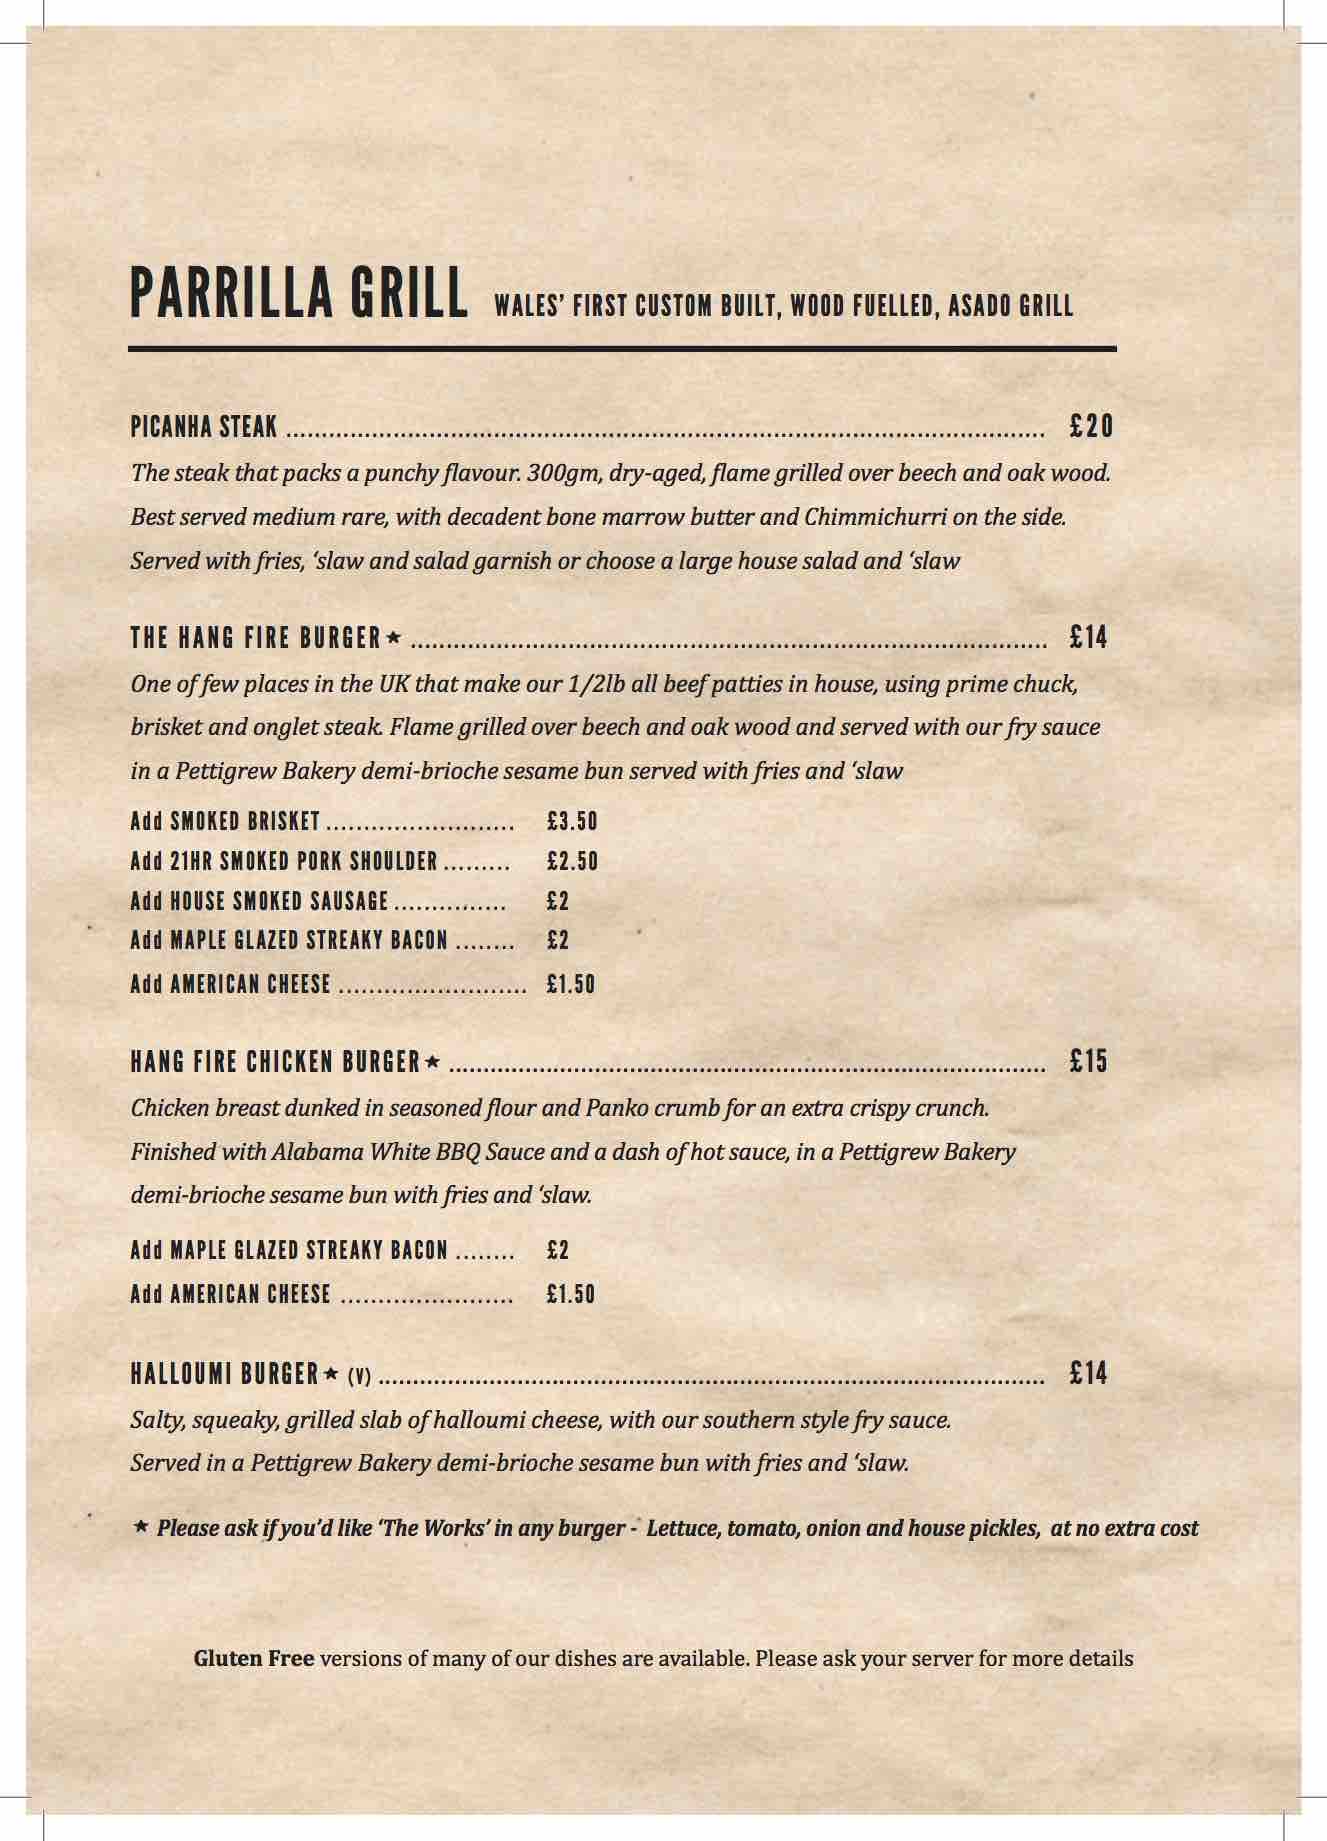 PARRILLA GRILL WALES' FIRST CUSTOM BUILT, WOOD FUELLED, ASADO GRILL
PICANHA STEAK ........................................................................................................ £20
The steak that packs a punchy flavour. 300gm, dry-aged, flame grilled over beech and oak wood.
Best served medium rare, with decadent bone marrow butter and Chimmichurri on the side.
Served with fries, ‘slaw and salad garnish or choose a large house salad and ‘slaw
THE HANG FIRE BURGER★ ........................................................................................ £14
One of few places in the UK that make our 1/2lb all beef patties in house, using prime chuck,
brisket and onglet steak. Flame grilled over beech and oak wood and served with our fry sauce
in a Pettigrew Bakery demi-brioche sesame bun served with fries and ‘slaw
Add SMOKED BRISKET ......................... £3.50
Add 21HR SMOKED PORK SHOULDER ......... £2.50
Add HOUSE SMOKED SAUSAGE ............... £2
Add MAPLE GLAZED STREAKY BACON ........ £2
Add AMERICAN CHEESE ......................... £1.50
HANG FIRE CHICKEN BURGER★ .................................................................................. £15
Chicken breast dunked in seasoned flour and Panko crumb for an extra crispy crunch.
Finished with Alabama White BBQ Sauce and a dash of hot sauce, in a Pettigrew Bakery
demi-brioche sesame bun with fries and ‘slaw.
Add MAPLE GLAZED STREAKY BACON ........ £2
Add AMERICAN CHEESE ....................... £1.50
HALLOUMI BURGER★ (V) ............................................................................................ £14
Salty, squeaky, grilled slab of halloumi cheese, with our southern style fry sauce.
Served in a Pettigrew Bakery demi-brioche sesame bun with fries and ‘slaw.
★ Please ask if you’d like ‘The Works’ in any burger - Lettuce, tomato, onion and house pickles, at no extra cost
Gluten Free versions of many of our dishes are available. Please ask your server for more details